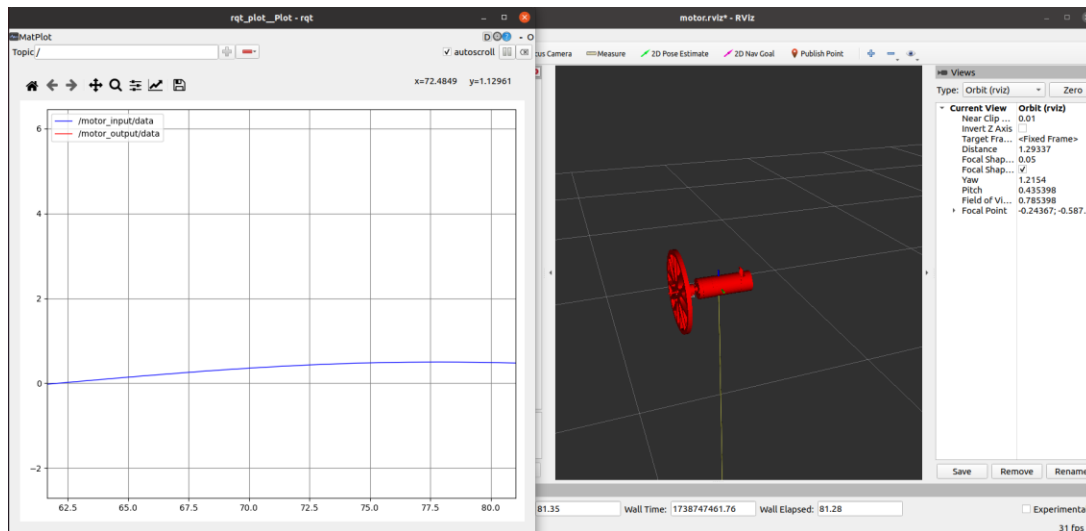 rqt_plot__Plot - rqt
MatPlot
D
- O
Topic /
autoscroll
x=72.4849 y=1.12961
/motor_input/data
/motor_output/data
6
4
2
0
−2
62.5 65.0 67.5 70.0 72.5 75.0 77.5 80.0
motor.rviz* - RViz
cus Camera Measure 2D Pose Estimate 2D Nav Goal Publish Point
Views
Type: Orbit (rviz) Zero
Current View Orbit (rviz)
Near Clip ... 0.01
Invert Z Axis
Target Fra... <Fixed Frame>
Distance 1.29337
Focal Shap... 0.05
Focal Shap...
Yaw 1.2154
Pitch 0.435398
Field of Vi... 0.785398
Focal Point -0.24367; -0.587.
Save Remove Rename
81.35 Wall Time: 1738747461.76 Wall Elapsed: 81.28 Experimenta
31 fps